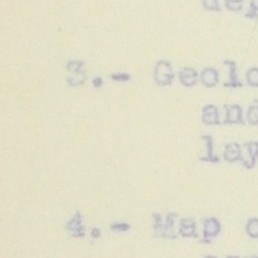 3.- Geolo
and
lay
4.- Map o